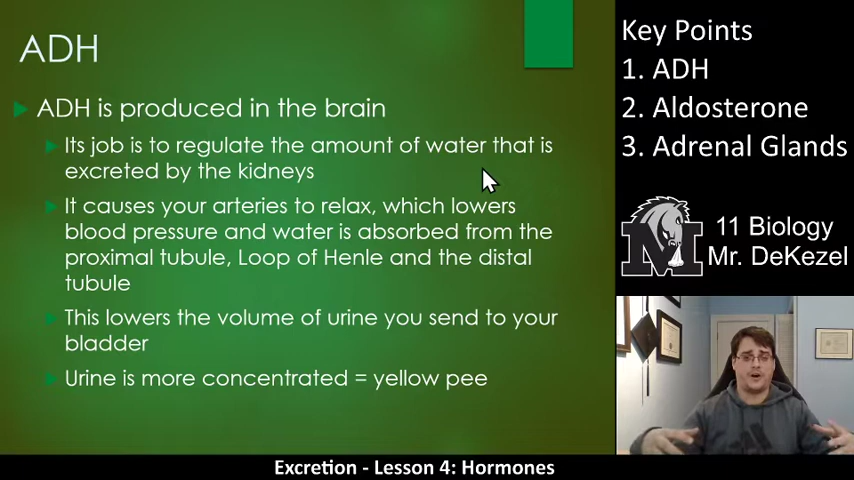 ADH
ADH is produced in the brain
Its job is to regulate the amount of water that is
excreted by the kidneys
It causes your arteries to relax, which lowers
blood pressure and water is absorbed from the
proximal tubule, Loop of Henle and the distal
tubule
This lowers the volume of urine you send to your
bladder
Urine is more concentrated = yellow pee
Key Points
1. ADH
2. Aldosterone
3. Adrenal Glands
M
11 Biology
Mr. DeKezel
Excretion - Lesson 4: Hormones